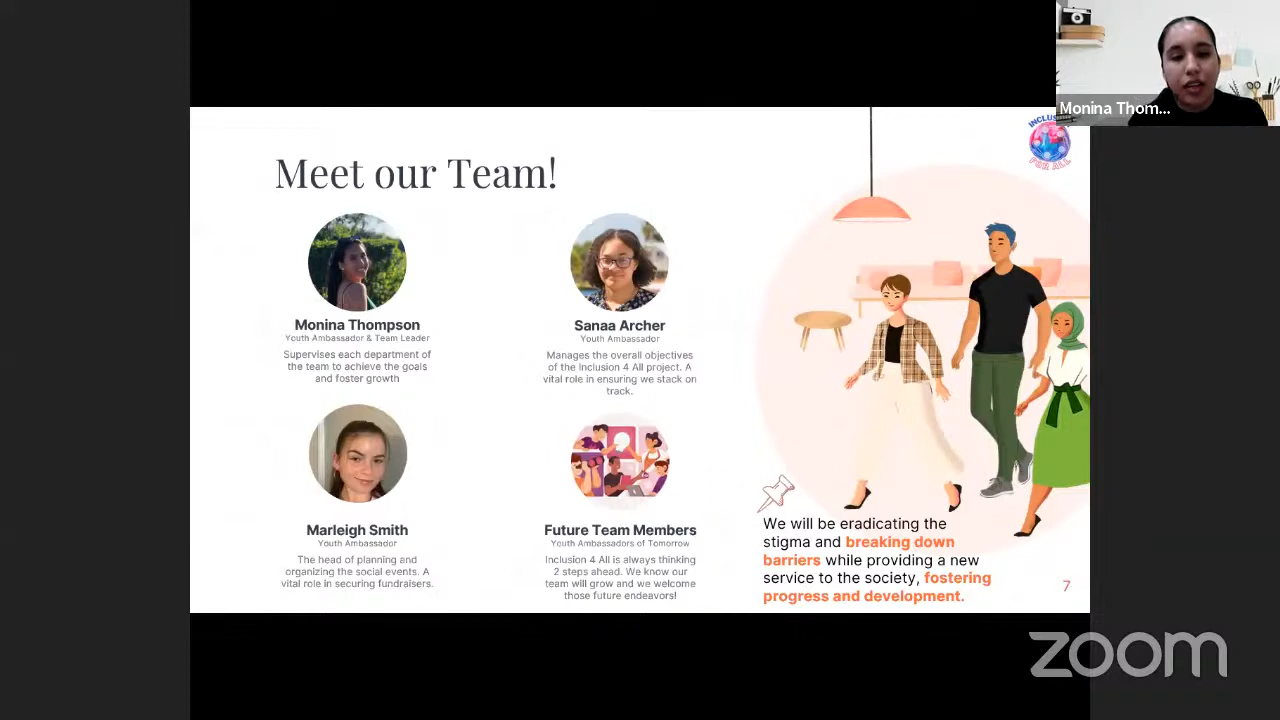 Monina Thom...
INCLUS
FOR ALL
Meet our Team!
Monina Thompson
Youth Ambassador & Team Leader
Supervises each department of
the team to achieve the goals
and foster growth
Sanaa Archer
Youth Ambassador
Manages the overall objectives
of the Inclusion 4 All project. A
vital role in ensuring we stack on
track.
Marleigh Smith
Youth Ambassador
The head of planning and
organizing the social events. A
vital role in securing fundraisers.
Future Team Members
Youth Ambassadors of Tomorrow
Inclusion 4 All is always thinking
2 steps ahead. We know our
team will grow and we welcome
those future endeavors!
We will be eradicating the
stigma and breaking down
barriers while providing a new
service to the society, fostering
progress and development.
7
zoom